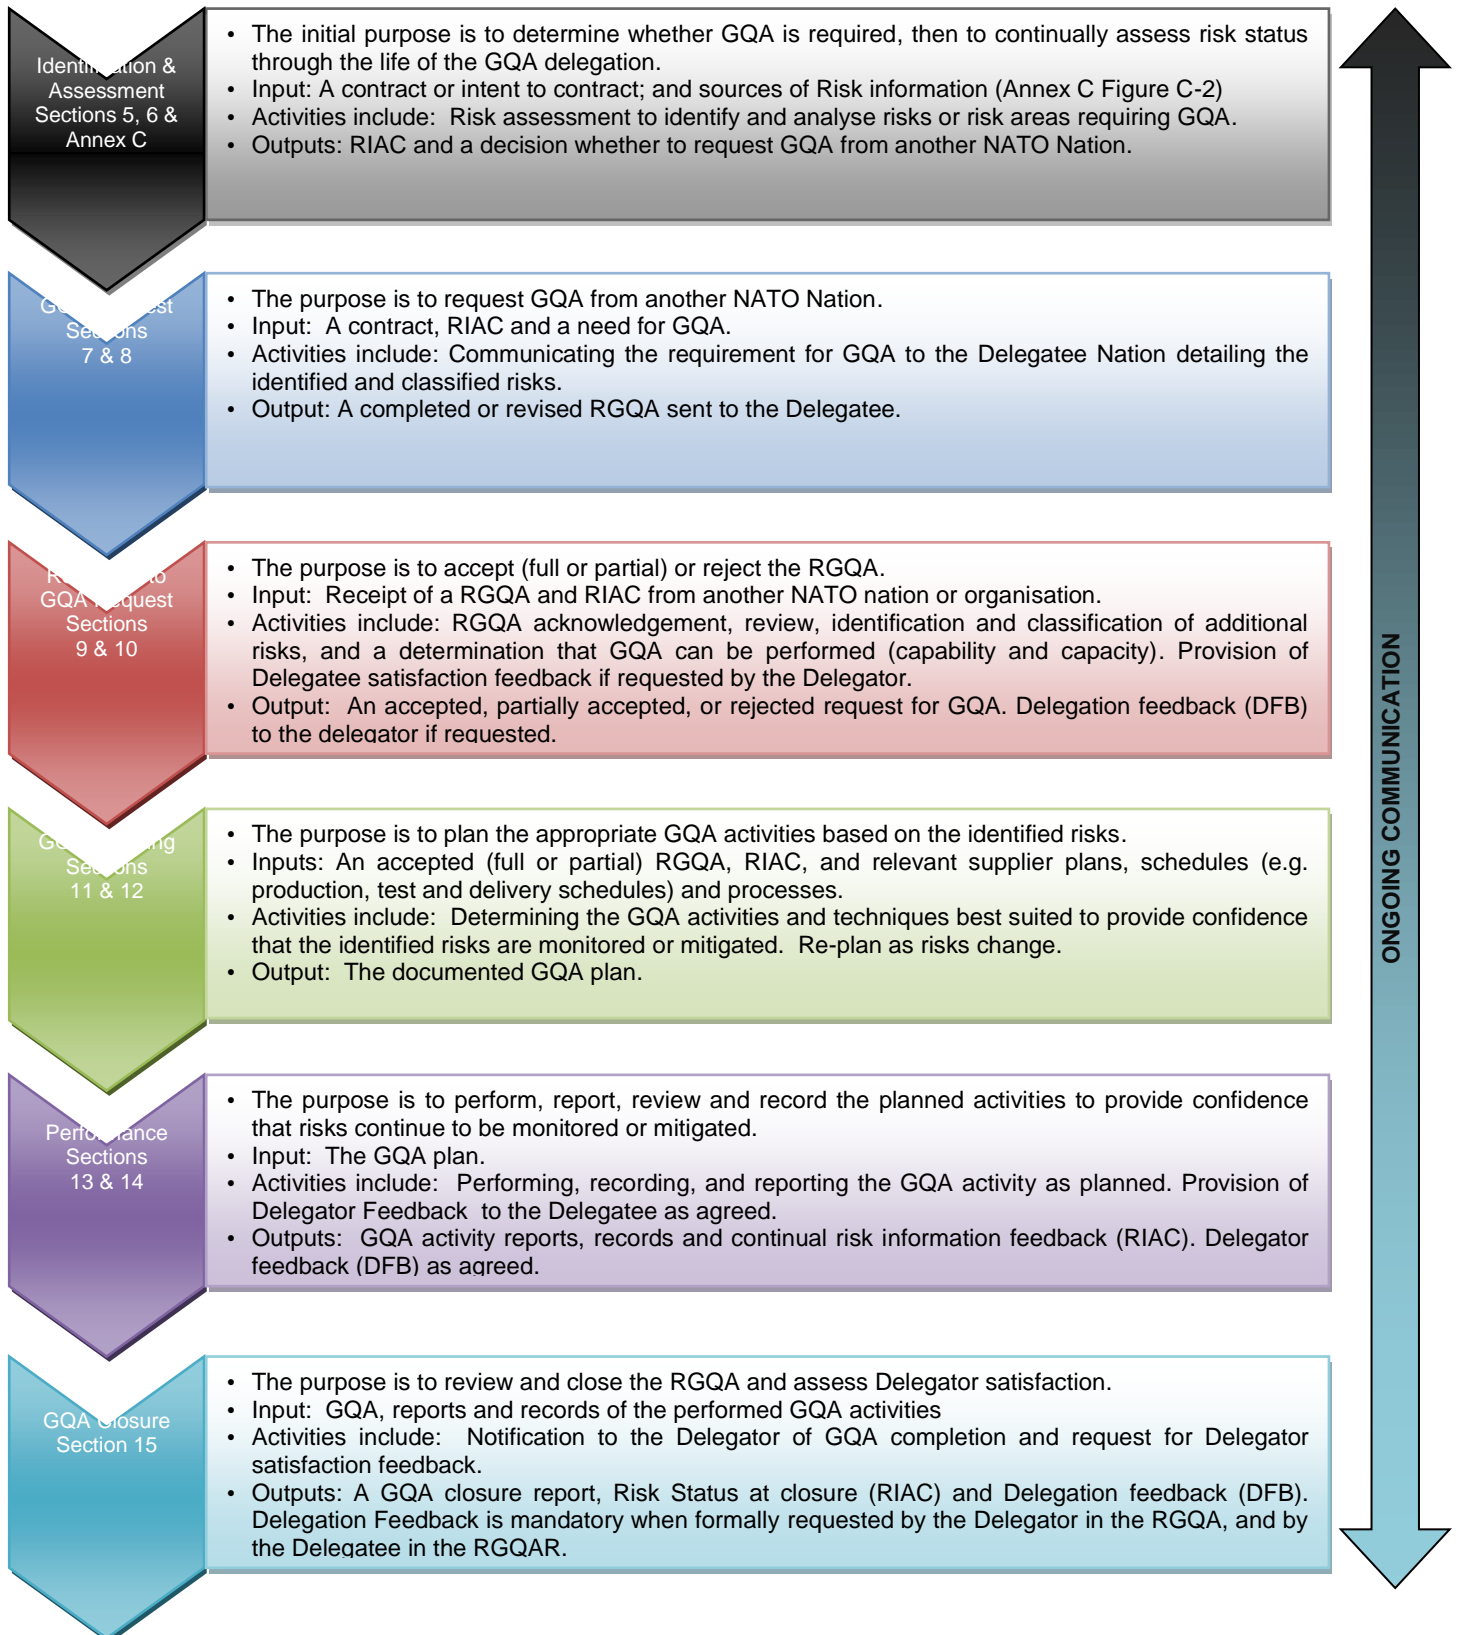 Assessment
Sections 5, 6 &
Annex C
• The initial purpose is to determine whether GQA is required, then to continually assess risk status
through the life of the GQA delegation.
• Input: A contract or intent to contract; and sources of Risk information (Annex C Figure C-2)
• Activities include: Risk assessment to identify and analyse risks or risk areas requiring GQA.
• Outputs: RIAC and a decision whether to request GQA from another NATO Nation.
Sections
7 & 8
• The purpose is to request GQA from another NATO Nation.
• Input: A contract, RIAC and a need for GQA.
• Activities include: Communicating the requirement for GQA to the Delegatee Nation detailing the
identified and classified risks.
• Output: A completed or revised RGQA sent to the Delegatee.
GQA Request
Sections
9 & 10
• The purpose is to accept (full or partial) or reject the RGQA.
• Input: Receipt of a RGQA and RIAC from another NATO nation or organisation.
• Activities include: RGQA acknowledgement, review, identification and classification of additional
risks, and a determination that GQA can be performed (capability and capacity). Provision of
Delegatee satisfaction feedback if requested by the Delegator.
• Output: An accepted, partially accepted, or rejected request for GQA. Delegation feedback (DFB)
to the delegator if requested.
Sections
11 & 12
• The purpose is to plan the appropriate GQA activities based on the identified risks.
• Inputs: An accepted (full or partial) RGQA, RIAC, and relevant supplier plans, schedules (e.g.
production, test and delivery schedules) and processes.
• Activities include: Determining the GQA activities and techniques best suited to provide confidence
that the identified risks are monitored or mitigated. Re-plan as risks change.
• Output: The documented GQA plan.
Performance
Sections
13 & 14
• The purpose is to perform, report, review and record the planned activities to provide confidence
that risks continue to be monitored or mitigated.
• Input: The GQA plan.
• Activities include: Performing, recording, and reporting the GQA activity as planned. Provision of
Delegator Feedback to the Delegatee as agreed.
• Outputs: GQA activity reports, records and continual risk information feedback (RIAC). Delegator
feedback (DFB) as agreed.
GQA Closure
Section 15
• The purpose is to review and close the RGQA and assess Delegator satisfaction.
• Input: GQA, reports and records of the performed GQA activities
• Activities include: Notification to the Delegator of GQA completion and request for Delegator
satisfaction feedback.
• Outputs: A GQA closure report, Risk Status at closure (RIAC) and Delegation feedback (DFB).
Delegation Feedback is mandatory when formally requested by the Delegator in the RGQA, and by
the Delegatee in the RGQAR.
ONGOING COMMUNICATION